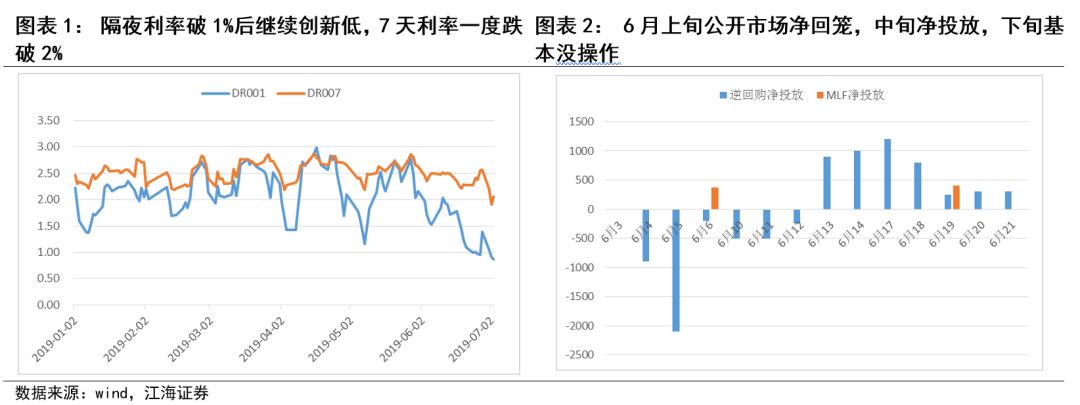 图表1： 隔夜利率破1%后继续创新低，7天利率一度跌
破2%
DR001 DR007
3.50
3.00
2.50
2.00
1.50
1.00
0.50
0.00
2019-01-02
2019-02-02
2019-03-02
2019-04-02
2019-05-02
2019-06-02
2019-07-02
图表2： 6月上旬公开市场净回笼，中旬净投放，下旬基
本没操作
逆回购净投放 MLF净投放
1500
1000
500
0
-500
-1000
-1500
-2000
-2500
6月3
6月4
6月5
6月6
6月10
6月11
6月12
6月13
6月14
6月17
6月18
6月19
6月20
6月21
数据来源：wind，江海证券